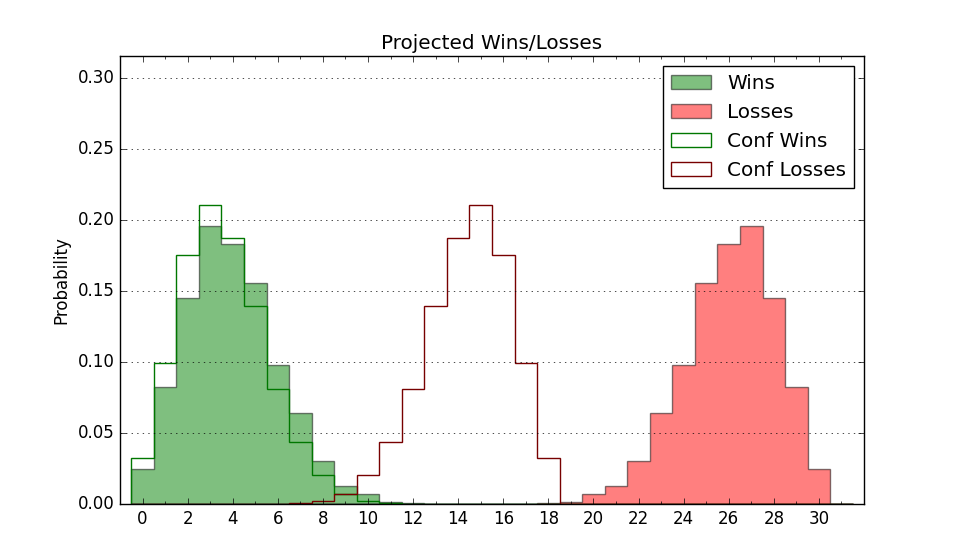 Projected Wins/Losses
Probability
0.30
0.25
0.20
0.15
0.10
0.05
0.00
0 2 4 6 8 10 12 14 16 18 20 22 24 26 28 30
Wins
Losses
Conf Wins
Conf Losses